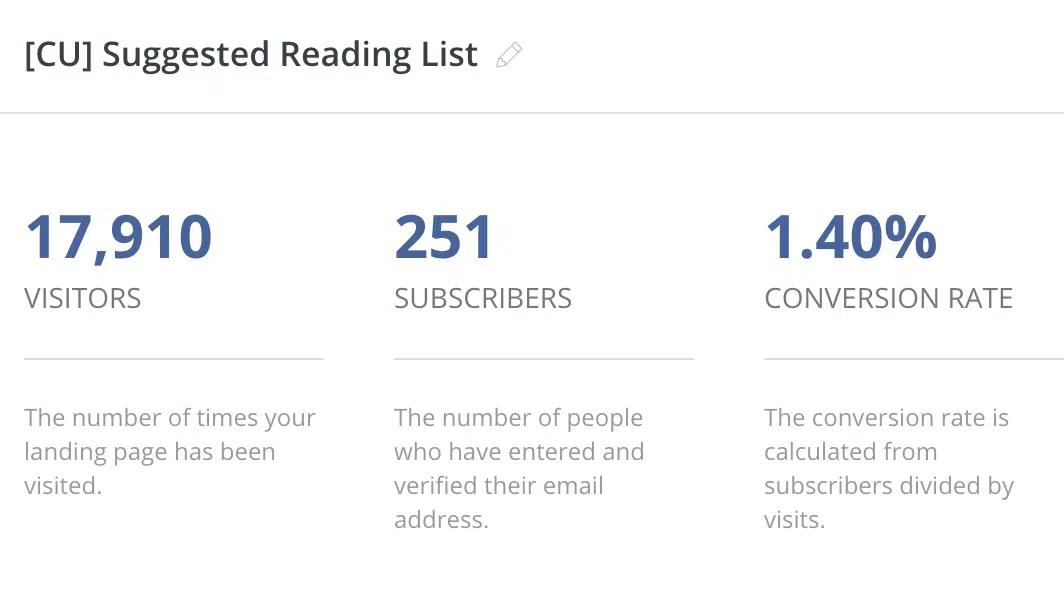 [CU] Suggested Reading List
17,910
VISITORS
The number of times your
landing page has been
visited.
251
SUBSCRIBERS
The number of people
who have entered and
verified their email
address.
1.40%
CONVERSION RATE
The conversion rate is
calculated from
subscribers divided by
visits.